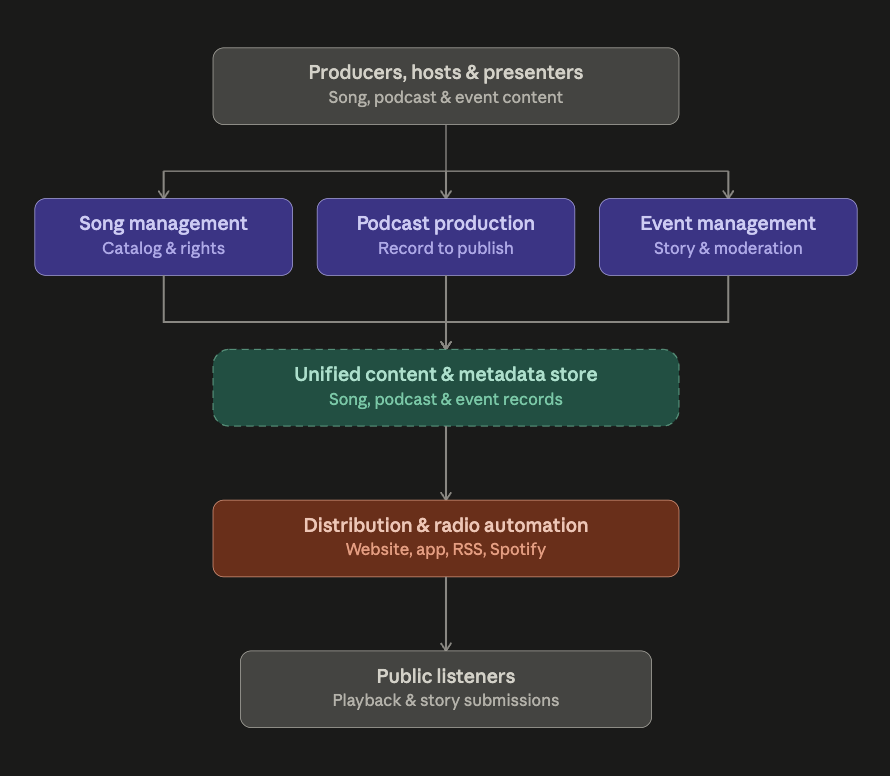 Producers, hosts & presenters
Song, podcast & event content
Song management
Catalog & rights
Podcast production
Record to publish
Event management
Story & moderation
Unified content & metadata store
Song, podcast & event records
Distribution & radio automation
Website, app, RSS, Spotify
Public listeners
Playback & story submissions